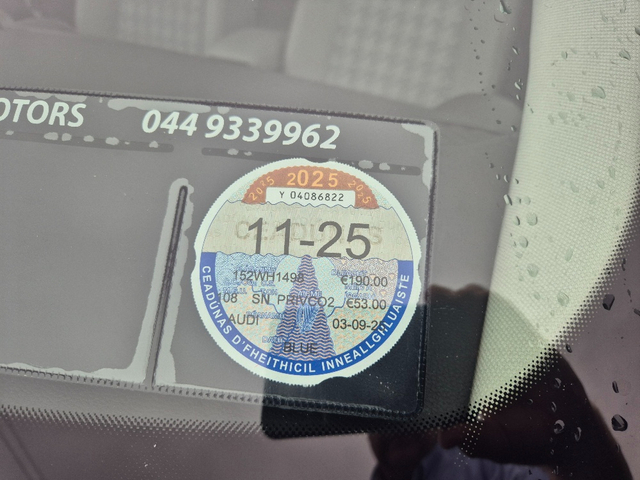 OTORS 044 9339962
2025 2025 2025
Y 04086822
11-25
152WH1498 €190.00
08 SN_PRIVCO2 €53.00
AUDI 03-09-2
BLUE
CEADÚNAS D'FHEITHICIL INNEALLGHLUAISTE